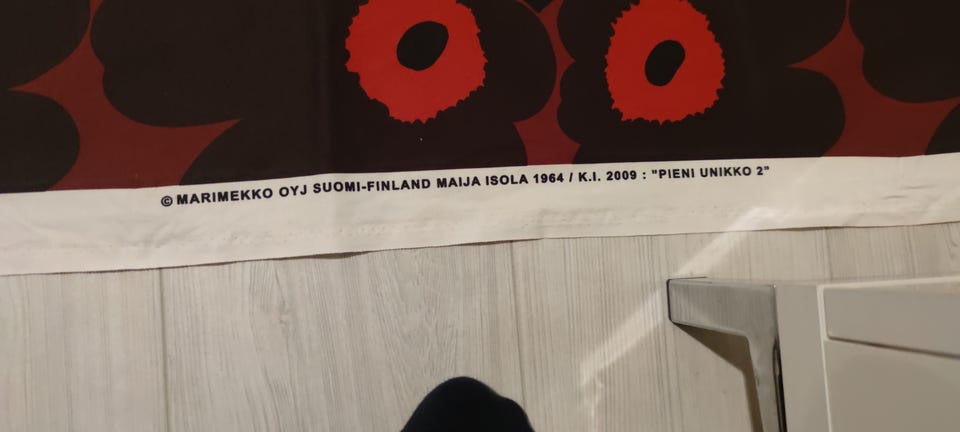 © MARIMEKKO OYJ SUOMI-FINLAND MAIJA ISOLA 1964 / K.I. 2009 : "PIENI UNIKKO 2"